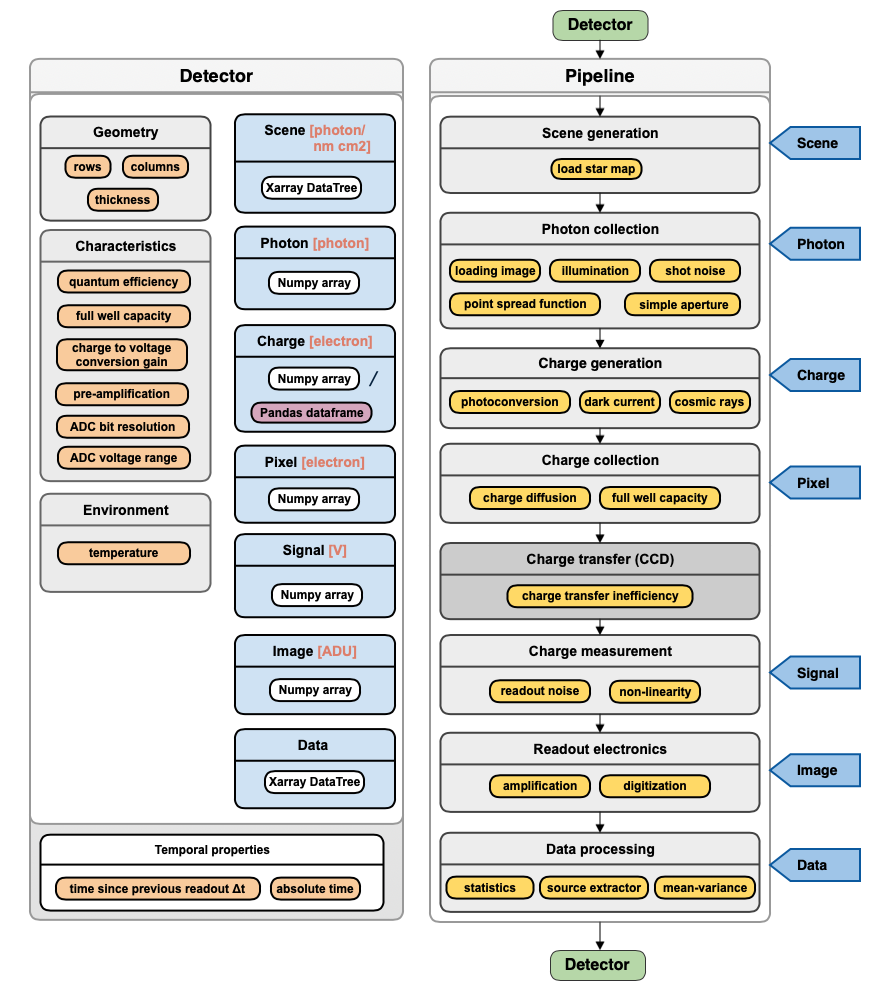 Detector
Detector
Geometry
rows
columns
thickness
Characteristics
quantum efficiency
full well capacity
charge to voltage
conversion gain
pre-amplification
ADC bit resolution
ADC voltage range
Environment
temperature
Scene [photon/
nm cm2]
Xarray DataTree
Photon [photon]
Numpy array
Charge [electron]
Numpy array /
Pandas dataframe
Pixel [electron]
Numpy array
Signal [V]
Numpy array
Image [ADU]
Numpy array
Data
Xarray DataTree
Temporal properties
time since previous readout Δt
absolute time
Pipeline
Scene generation
load star map
Scene
Photon collection
loading image
illumination
shot noise
point spread function
simple aperture
Photon
Charge generation
photoconversion
dark current
cosmic rays
Charge
Charge collection
charge diffusion
full well capacity
Pixel
Charge transfer (CCD)
charge transfer inefficiency
Charge measurement
readout noise
non-linearity
Signal
Readout electronics
amplification
digitization
Image
Data processing
statistics
source extractor
mean-variance
Data
Detector